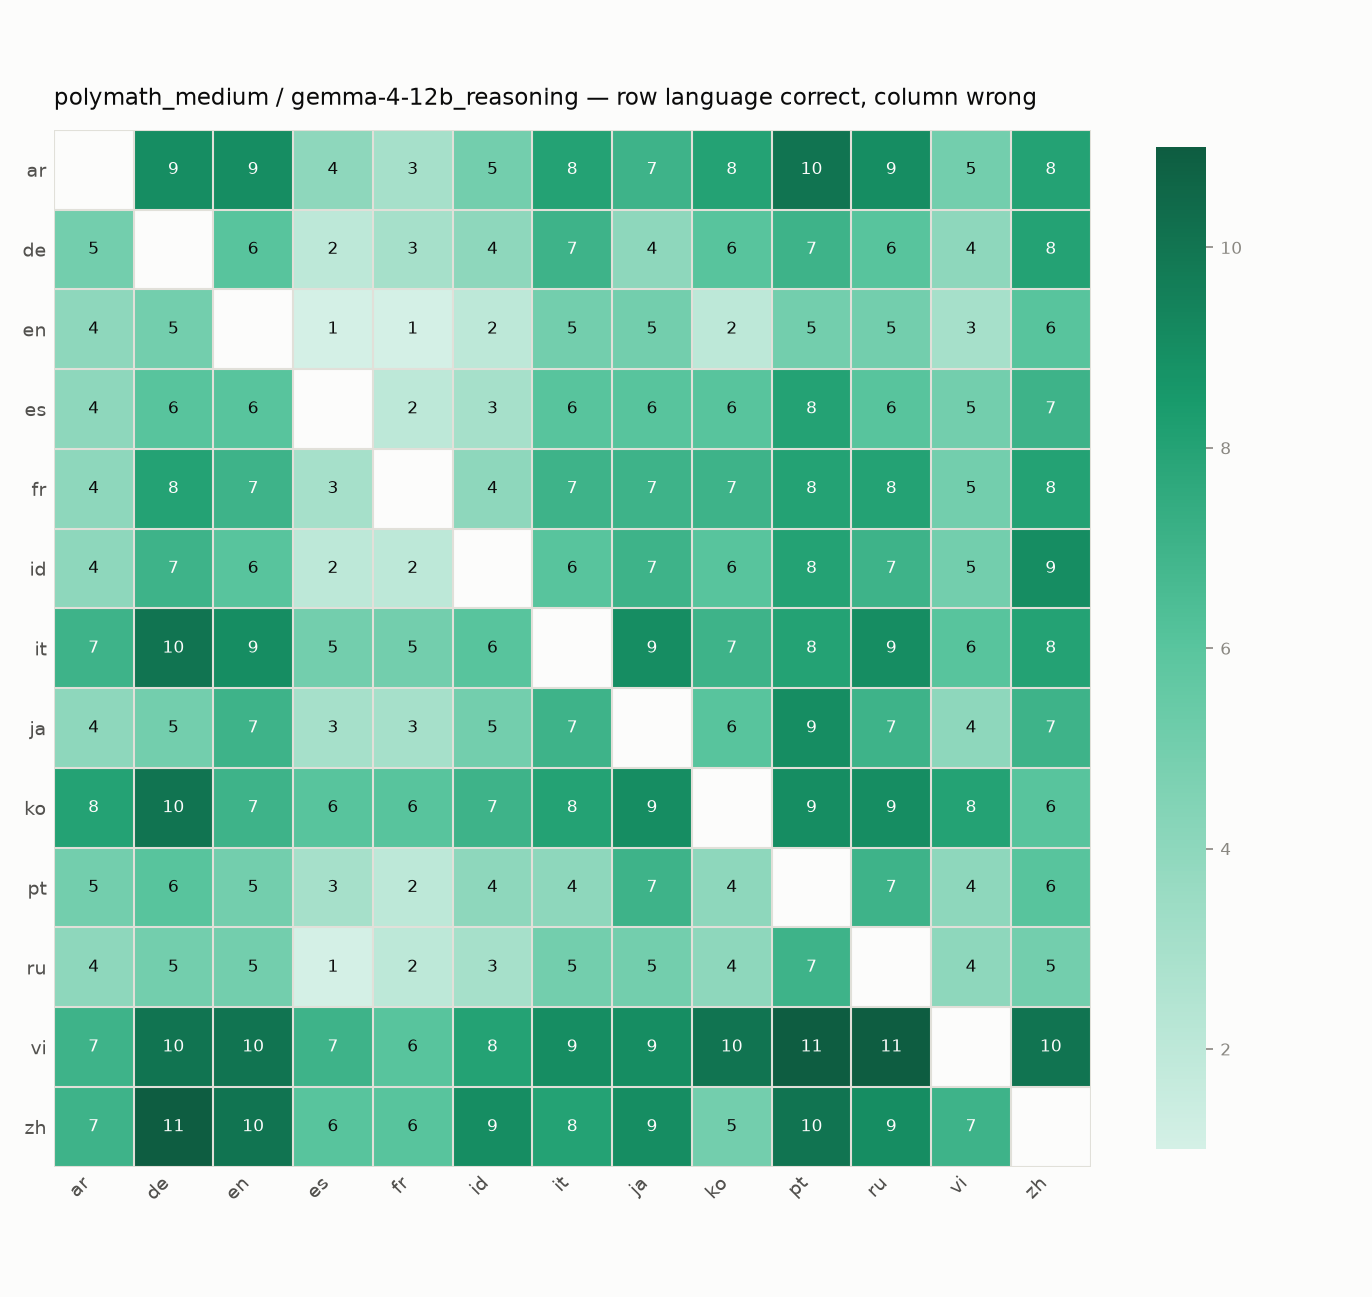 polymath_medium / gemma-4-12b_reasoning — row language correct, column wrong
ar 9 9 4 3 5 8 7 8 10 9 5 8
de 5 6 2 3 4 7 4 6 7 6 4 8
en 4 5 1 1 2 5 5 2 5 5 3 6
es 4 6 6 2 3 6 6 6 8 6 5 7
fr 4 8 7 3 4 7 7 7 8 8 5 8
id 4 7 6 2 2 6 7 6 8 7 5 9
it 7 10 9 5 5 6 9 7 8 9 6 8
ja 4 5 7 3 3 5 7 6 9 7 4 7
ko 8 10 7 6 6 7 8 9 9 9 8 6
pt 5 6 5 3 2 4 4 7 4 7 4 6
ru 4 5 5 1 2 3 5 5 4 7 4 5
vi 7 10 10 7 6 8 9 9 10 11 11 10
zh 7 11 10 6 6 9 8 9 5 10 9 7
ar de en es fr id it ja ko pt ru vi zh
10
8
6
4
2